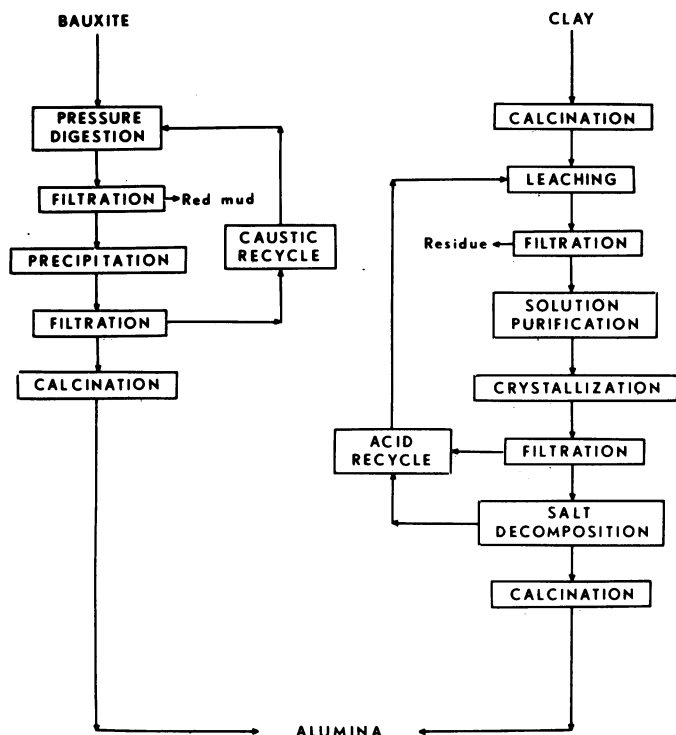 BAUXITE
PRESSURE
DIGESTION
FILTRATION
Red mud
PRECIPITATION
CAUSTIC
RECYCLE
FILTRATION
CALCINATION
CLAY
CALCINATION
LEACHING
Residue
FILTRATION
SOLUTION
PURIFICATION
CRYSTALLIZATION
ACID
RECYCLE
FILTRATION
SALT
DECOMPOSITION
CALCINATION
ALUMINA